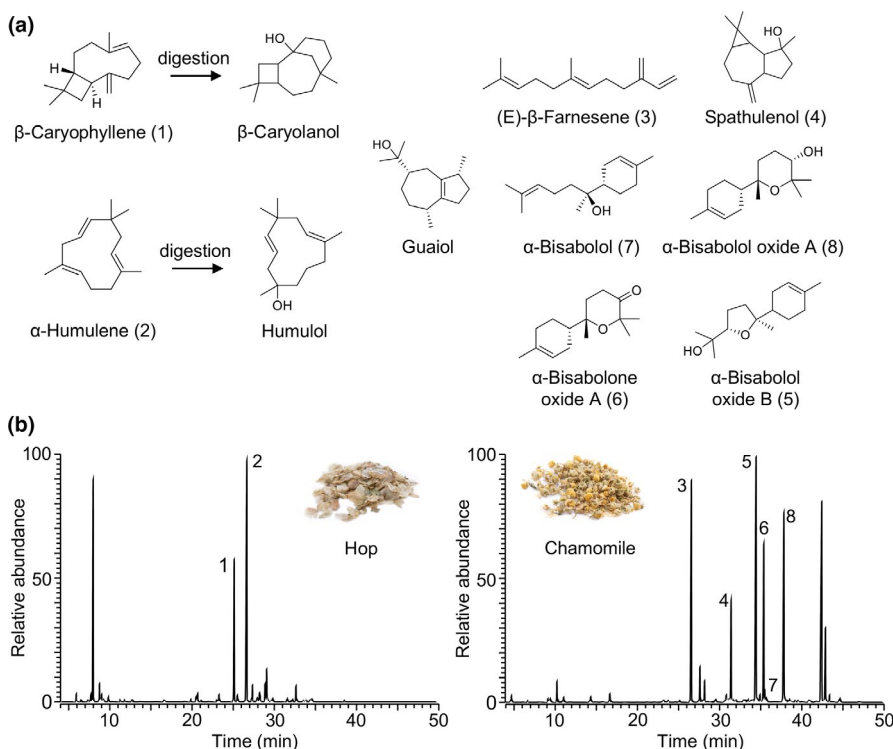 (a)
digestion
H
H
β-Caryophyllene (1)
HO
β-Caryolanol
(E)-β-Farnesene (3)
HO
Spathulenol (4)
digestion
α-Humulene (2)
OH
Humulol
HO
Guaiol
OH
α-Bisabolol (7)
OH
O
α-Bisabolol oxide A (8)
O
O
α-Bisabolone
oxide A (6)
HO
O
α-Bisabolol
oxide B (5)
(b)
Relative abundance
100
50
0
10
20
30
40
50
Time (min)
1
2
Hop
Relative abundance
100
50
0
10
20
30
40
50
Time (min)
3
4
5
6
7
8
Chamomile